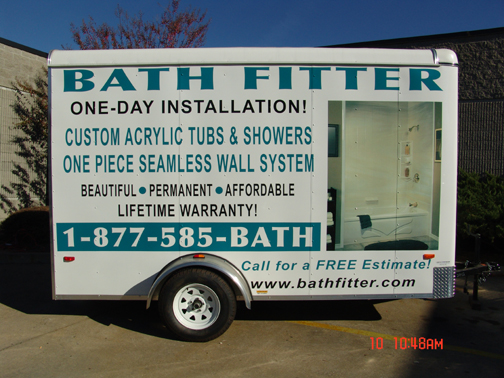 BATH FITTER
ONE-DAY INSTALLATION!
CUSTOM ACRYLIC TUBS & SHOWERS
ONE PIECE SEAMLESS WALL SYSTEM
BEAUTIFUL • PERMANENT • AFFORDABLE
LIFETIME WARRANTY!
1-877-585-BATH
Call for a FREE Estimate!
www.bathfitter.com
10 10:48AM